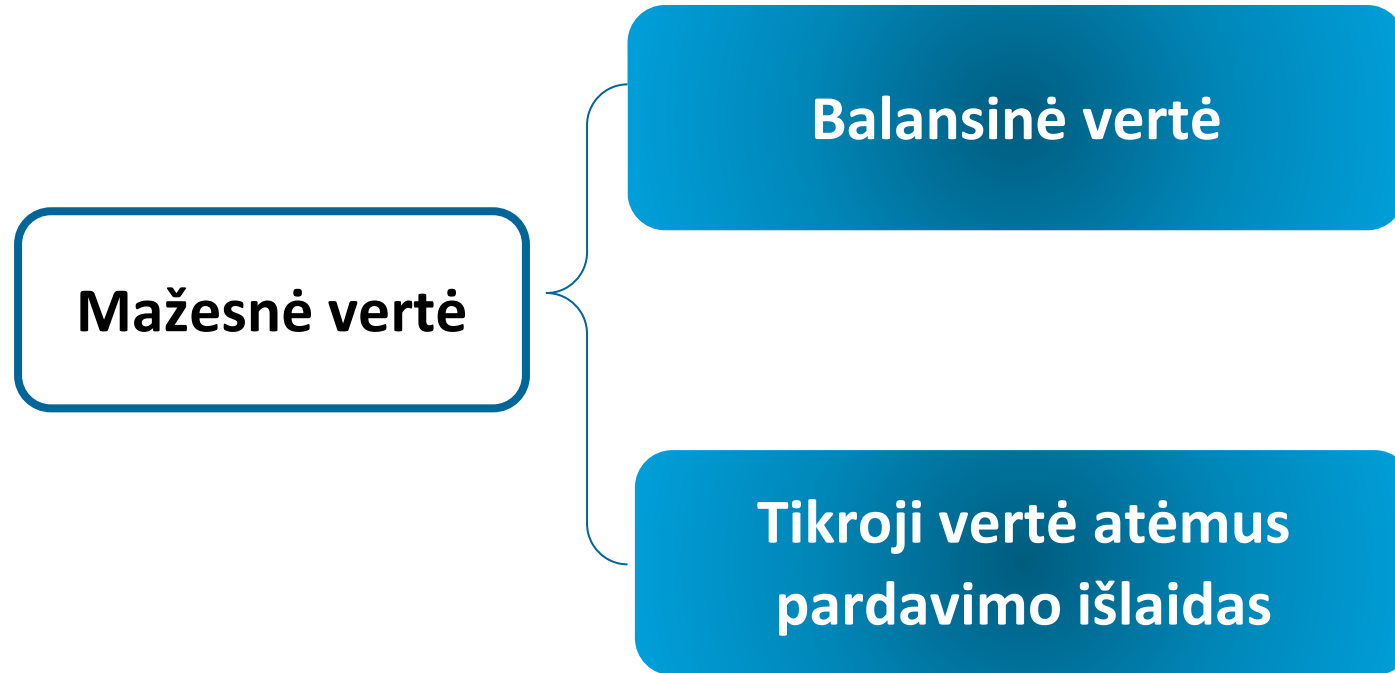 Balansinė vertė
Mažesnė vertė
Tikroji vertė atėmus
pardavimo išlaidas